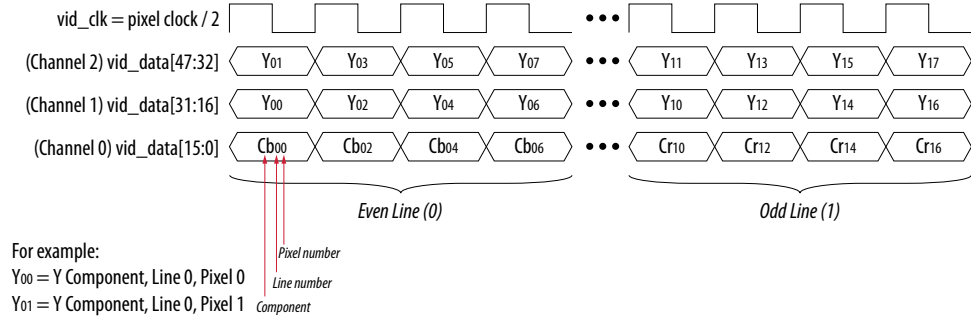 vid_clk = pixel clock / 2
(Channel 2) vid_data[47:32] Y01 Y03 Y05 Y07 ••• Y11 Y13 Y15 Y17
(Channel 1) vid_data[31:16] Y00 Y02 Y04 Y06 ••• Y10 Y12 Y14 Y16
(Channel 0) vid_data[15:0] Cb00 Cb02 Cb04 Cb06 ••• Cr10 Cr12 Cr14 Cr16
Even Line (0) Odd Line (1)
For example:
Pixel number
Y00 = Y Component, Line 0, Pixel 0
Line number
Y01 = Y Component, Line 0, Pixel 1
Component